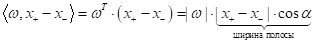 ⟨ω, x₊ − x₋⟩ = ωᵀ · (x₊ − x₋) = |ω| · |x₊ − x₋| · cos α
ширина полосы